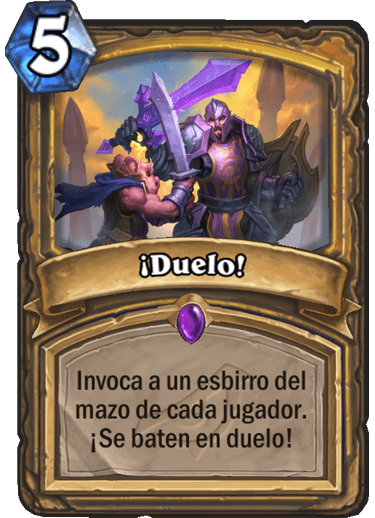 5
¡Duelo!
Invoca a un esbirro del
mazo de cada jugador.
¡Se baten en duelo!